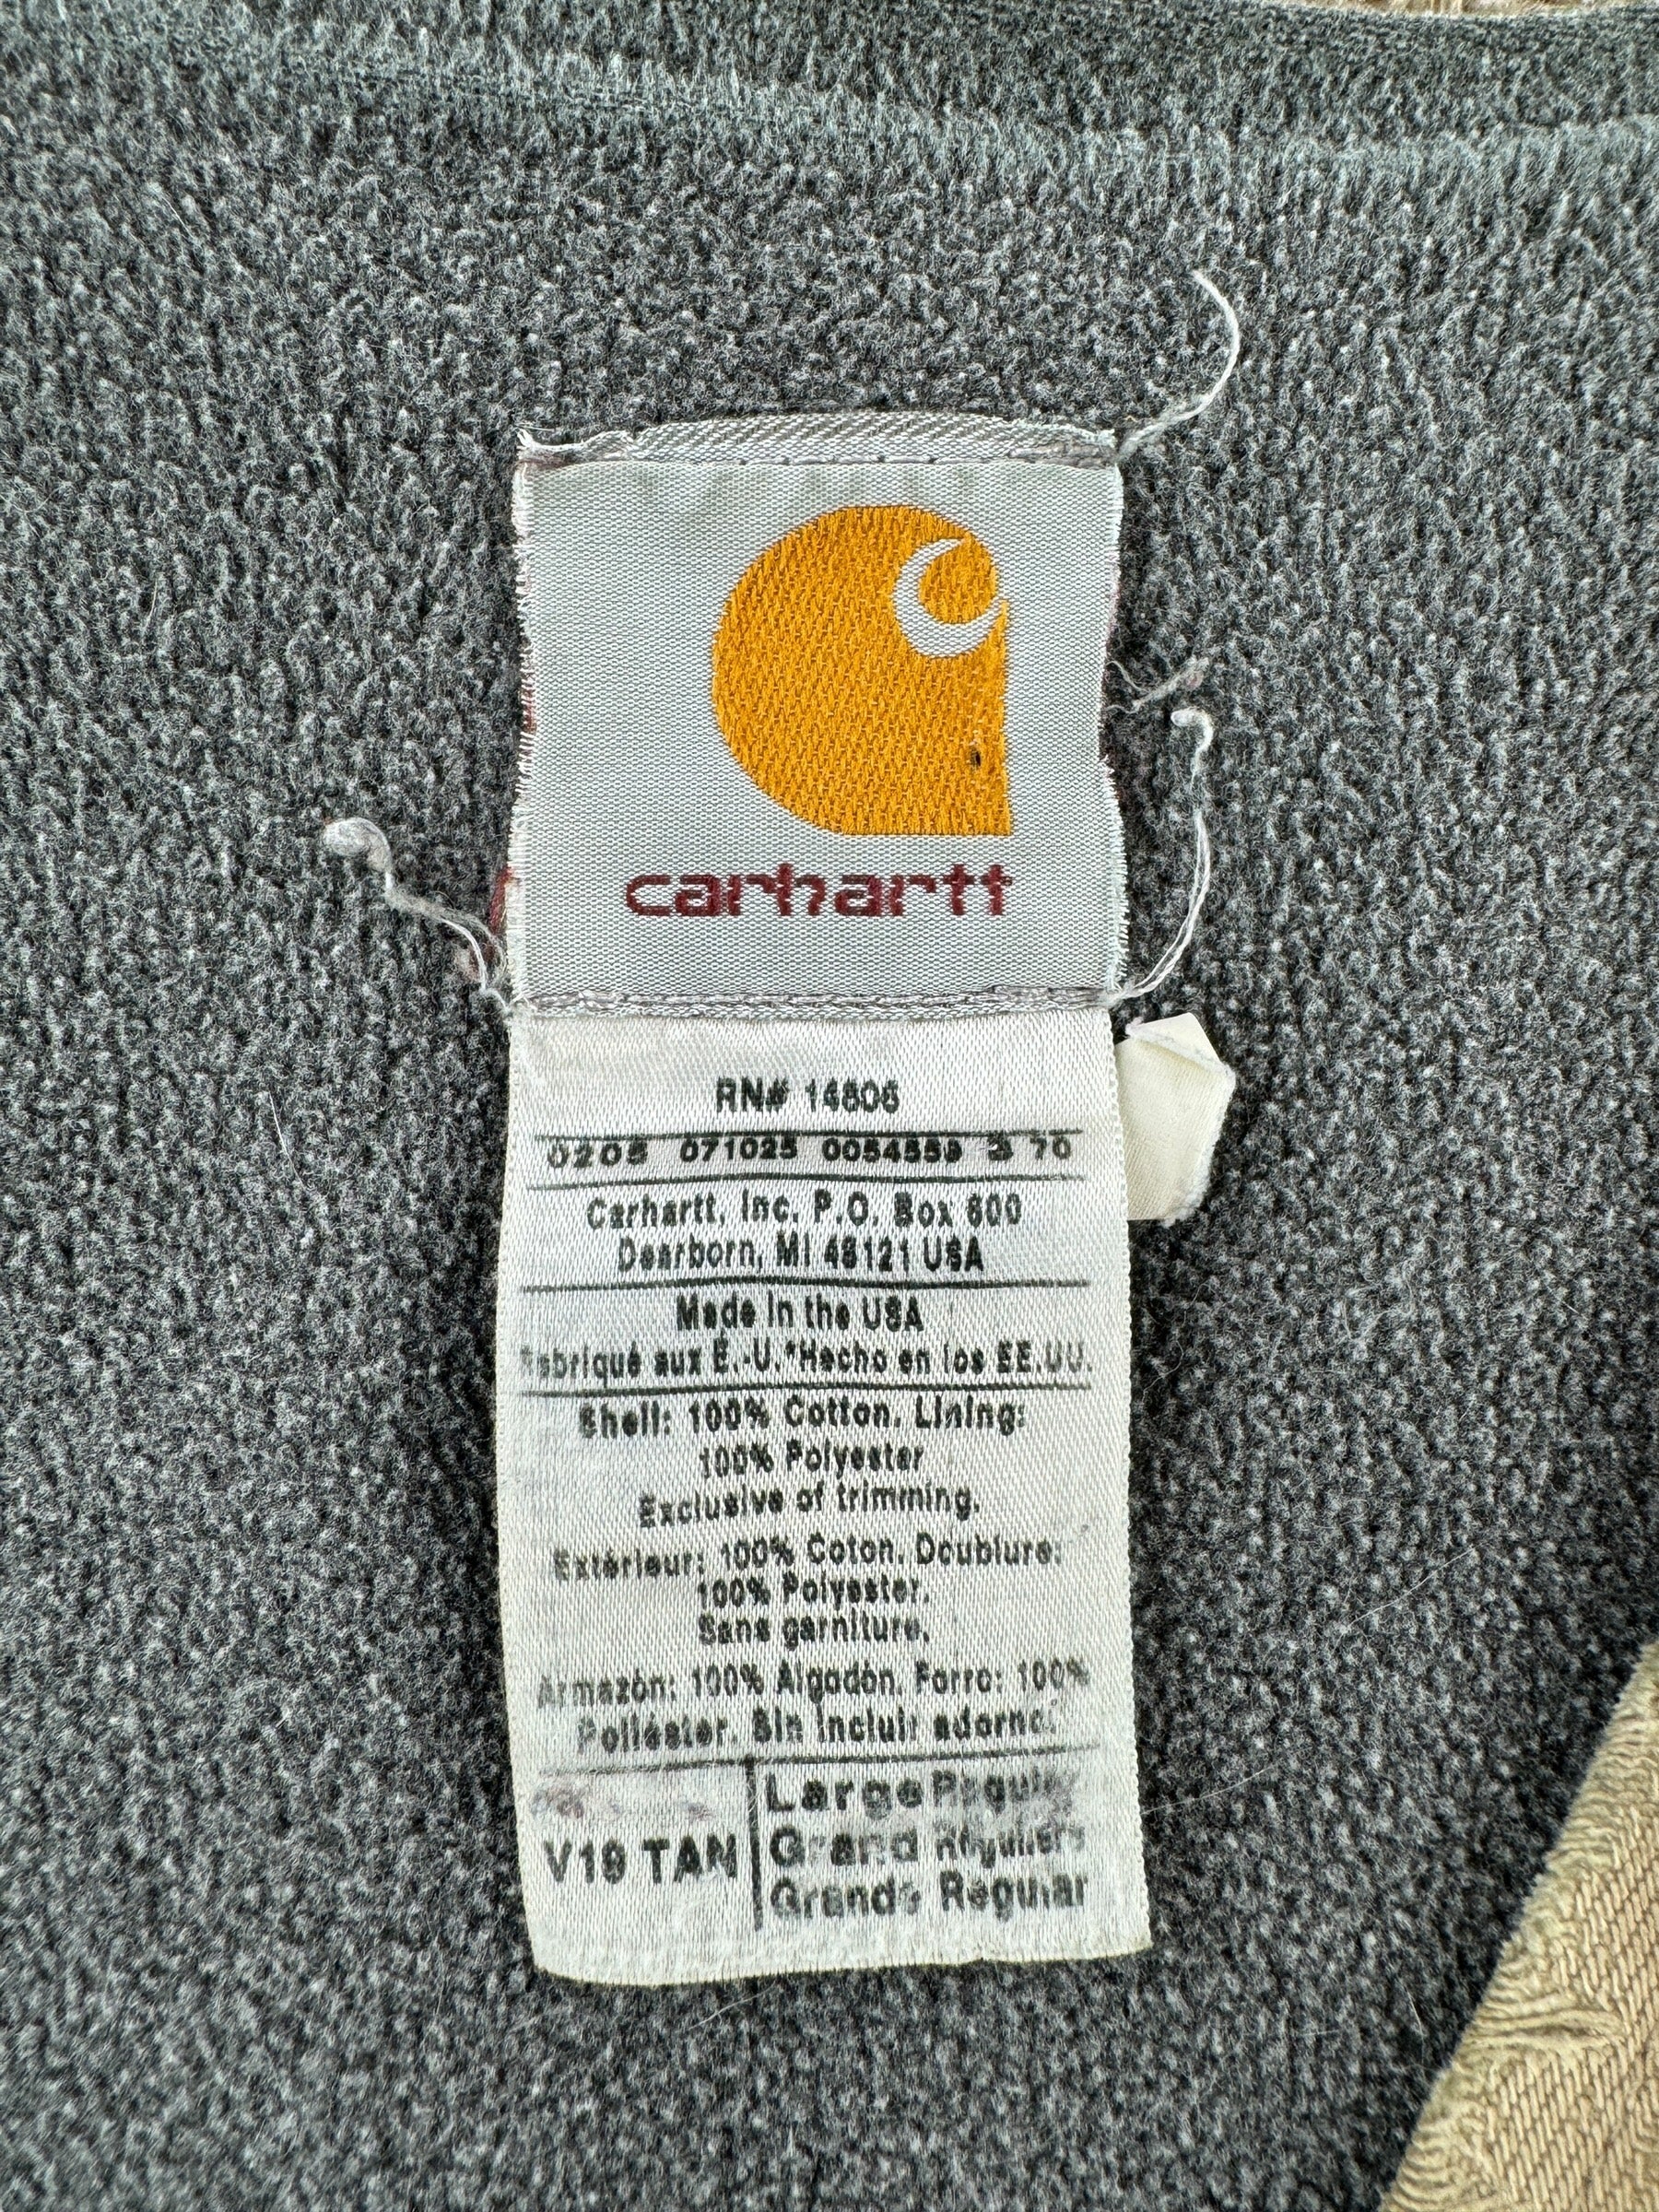 carhartt
RN# 14806
0205 071025 0054559 3 70
Carhartt, Inc. P.O. Box 600
Dearborn, MI 48121 USA
Made in the USA
Fabriqué aux É.-U.*Hecho en los EE.UU.
Shell: 100% Cotton. Lining:
100% Polyester
Exclusive of trimming.
Extérieur: 100% Coton. Doublure:
100% Polyester.
Sans garniture.
Armazón: 100% Algodón. Forro: 100%
Poliéster. Sin incluir adorno.
V19 TAN
Large Regular
Grand Régulière
Grande Regular